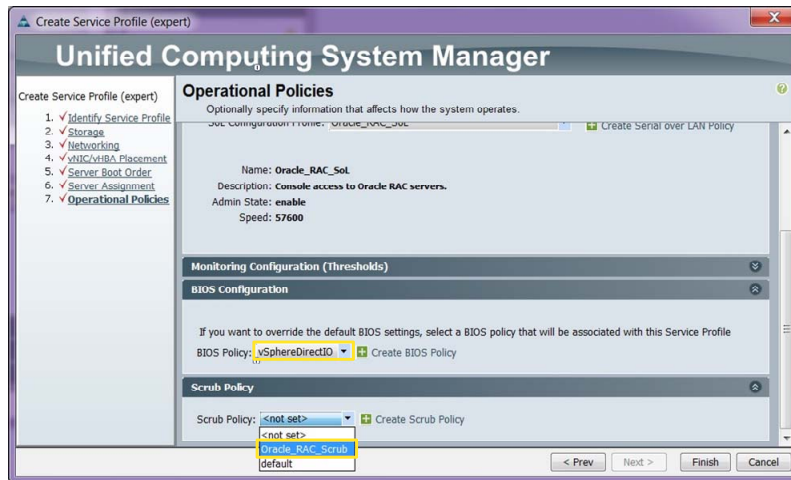 Create Service Profile (expert)
Unified Computing System Manager
Create Service Profile (expert)
1. √Identify Service Profile
2. √Storage
3. √Networking
4. √vNIC/vHBA Placement
5. √Server Boot Order
6. √Server Assignment
7. √Operational Policies
Operational Policies
Optionally specify information that affects how the system operates.
SoL Configuration Profile: Oracle_RAC_SoL Create Serial over LAN Policy
Name: Oracle_RAC_SoL
Description: Console access to Oracle RAC servers.
Admin State: enable
Speed: 57600
Monitoring Configuration (Thresholds)
BIOS Configuration
If you want to override the default BIOS settings, select a BIOS policy that will be associated with this Service Profile
BIOS Policy: vSphereDirectIO Create BIOS Policy
Scrub Policy
Scrub Policy: <not set> Create Scrub Policy
<not set>
Oracle_RAC_Scrub
default
< Prev Next > Finish Cancel